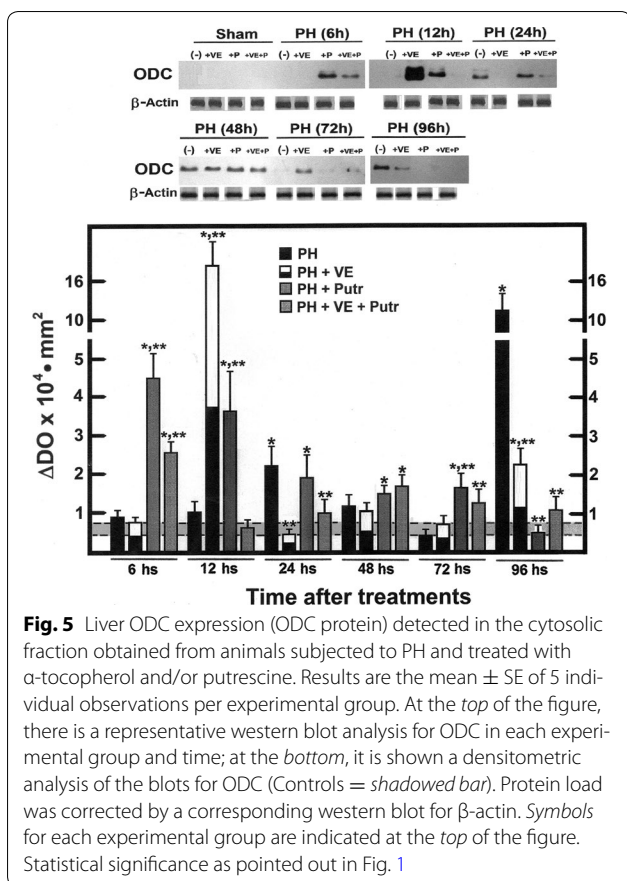 Sham PH (6h) PH (12h) PH (24h)
(-) +VE +P +VE+P (-) +VE +P +VE+P (-) +VE +P +VE+P (-) +VE +P +VE+P
ODC
β-Actin
PH (48h) PH (72h) PH (96h)
(-) +VE +P +VE+P (-) +VE +P +VE+P (-) +VE +P +VE+P
ODC
β-Actin
*,** PH
PH + VE
PH + Putr
PH + VE + Putr
16 16
10 10
5 5
4 4
3 3
2 2
1 1
*,** *,** *,** * ** * ** * * *,** ** * *,** ** **
ΔDO x 10⁴ • mm²
6 hs 12 hs 24 hs 48 hs 72 hs 96 hs
Time after treatments
Fig. 5 Liver ODC expression (ODC protein) detected in the cytosolic
fraction obtained from animals subjected to PH and treated with
α-tocopherol and/or putrescine. Results are the mean ± SE of 5 indi-
vidual observations per experimental group. At the top of the figure,
there is a representative western blot analysis for ODC in each experi-
mental group and time; at the bottom, it is shown a densitometric
analysis of the blots for ODC (Controls = shadowed bar). Protein load
was corrected by a corresponding western blot for β-actin. Symbols
for each experimental group are indicated at the top of the figure.
Statistical significance as pointed out in Fig. 1